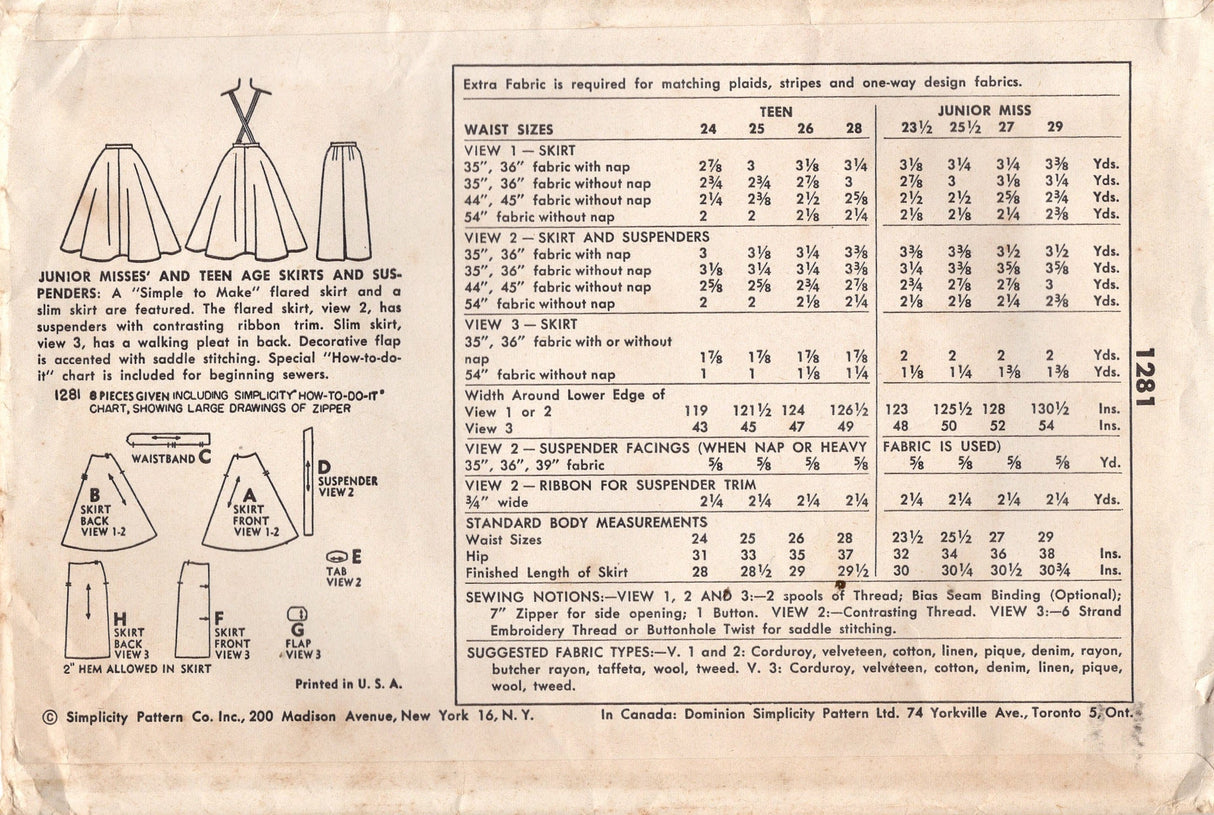 JUNIOR MISSES' AND TEEN AGE SKIRTS AND SUS-
PENDERS: A "Simple to Make" flared skirt and a
slim skirt are featured. The flared skirt, view 2, has
suspenders with contrasting ribbon trim. Slim skirt,
view 3, has a walking pleat in back. Decorative flap
is accented with saddle stitching. Special "How-to-do-
it" chart is included for beginning sewers.
1281 8 PIECES GIVEN INCLUDING SIMPLICITY "HOW-TO-DO-IT"
CHART, SHOWING LARGE DRAWINGS OF ZIPPER
WAISTBAND C
B
SKIRT
BACK
VIEW 1-2
A
SKIRT
FRONT
VIEW 1-2
D
SUSPENDER
VIEW 2
E
TAB
VIEW 2
H
SKIRT
BACK
VIEW 3
F
SKIRT
FRONT
VIEW 3
G
FLAP
VIEW 3
2" HEM ALLOWED IN SKIRT
Printed in U. S. A.
Extra Fabric is required for matching plaids, stripes and one-way design fabrics.
TEEN JUNIOR MISS
WAIST SIZES 24 25 26 28 23½ 25½ 27 29
VIEW 1 — SKIRT
35", 36" fabric with nap 2⅞ 3 3⅛ 3¼ 3⅛ 3¼ 3¼ 3⅜ Yds.
35", 36" fabric without nap 2¾ 2¾ 2⅞ 3 2⅞ 3 3⅛ 3¼ Yds.
44", 45" fabric without nap 2¼ 2⅜ 2½ 2⅝ 2½ 2½ 2⅝ 2¾ Yds.
54" fabric without nap 2 2 2⅛ 2¼ 2⅛ 2⅛ 2¼ 2⅜ Yds.
VIEW 2 — SKIRT AND SUSPENDERS
35", 36" fabric with nap 3 3⅛ 3¼ 3⅜ 3⅜ 3⅜ 3½ 3½ Yds.
35", 36" fabric without nap 3⅛ 3¼ 3¼ 3⅜ 3¼ 3⅜ 3⅝ 3⅝ Yds.
44", 45" fabric without nap 2⅝ 2⅝ 2¾ 2⅞ 2¾ 2⅞ 2⅞ 3 Yds.
54" fabric without nap 2 2 2⅛ 2¼ 2⅛ 2⅛ 2¼ 2⅜ Yds.
VIEW 3 — SKIRT
35", 36" fabric with or without
nap 1⅞ 1⅞ 1⅞ 1⅞ 2 2 2 2 Yds.
54" fabric without nap 1 1 1⅛ 1¼ 1⅛ 1¼ 1⅜ 1⅜ Yds.
Width Around Lower Edge of
View 1 or 2 119 121½ 124 126½ 123 125½ 128 130½ Ins.
View 3 43 45 47 49 48 50 52 54 Ins.
VIEW 2 — SUSPENDER FACINGS (WHEN NAP OR HEAVY FABRIC IS USED)
35", 36", 39" fabric ⅝ ⅝ ⅝ ⅝ ⅝ ⅝ ⅝ ⅝ Yd.
VIEW 2 — RIBBON FOR SUSPENDER TRIM
¾" wide 2¼ 2¼ 2¼ 2¼ 2¼ 2¼ 2¼ 2¼ Yds.
STANDARD BODY MEASUREMENTS
Waist Sizes 24 25 26 28 23½ 25½ 27 29
Hip 31 33 35 37 32 34 36 38 Ins.
Finished Length of Skirt 28 28½ 29 29½ 30 30¼ 30½ 30¾ Ins.
SEWING NOTIONS:—VIEW 1, 2 AND 3:—2 spools of Thread; Bias Seam Binding (Optional);
7" Zipper for side opening; 1 Button. VIEW 2:—Contrasting Thread. VIEW 3:—6 Strand
Embroidery Thread or Buttonhole Twist for saddle stitching.
SUGGESTED FABRIC TYPES:—V. 1 and 2: Corduroy, velveteen, cotton, linen, pique, denim, rayon,
butcher rayon, taffeta, wool, tweed. V. 3: Corduroy, velveteen, cotton, denim, linen, pique,
wool, tweed.
1281
© Simplicity Pattern Co. Inc., 200 Madison Avenue, New York 16, N. Y. In Canada: Dominion Simplicity Pattern Ltd. 74 Yorkville Ave., Toronto 5, Ont.